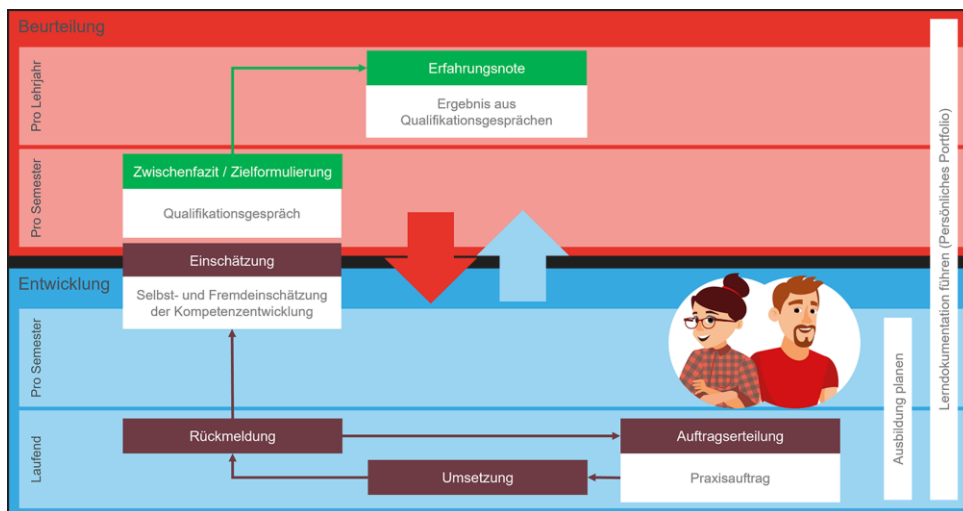 Beurteilung
Pro Lehrjahr
Erfahrungsnote
Ergebnis aus
Qualifikationsgesprächen
Pro Semester
Zwischenfazit / Zielformulierung
Qualifikationsgespräch
Einschätzung
Selbst- und Fremdeinschätzung
der Kompetenzentwicklung
Entwicklung
Pro Semester
Laufend
Rückmeldung
Umsetzung
Auftragserteilung
Praxisauftrag
Ausbildung planen
Lerndokumentation führen (Persönliches Portfolio)